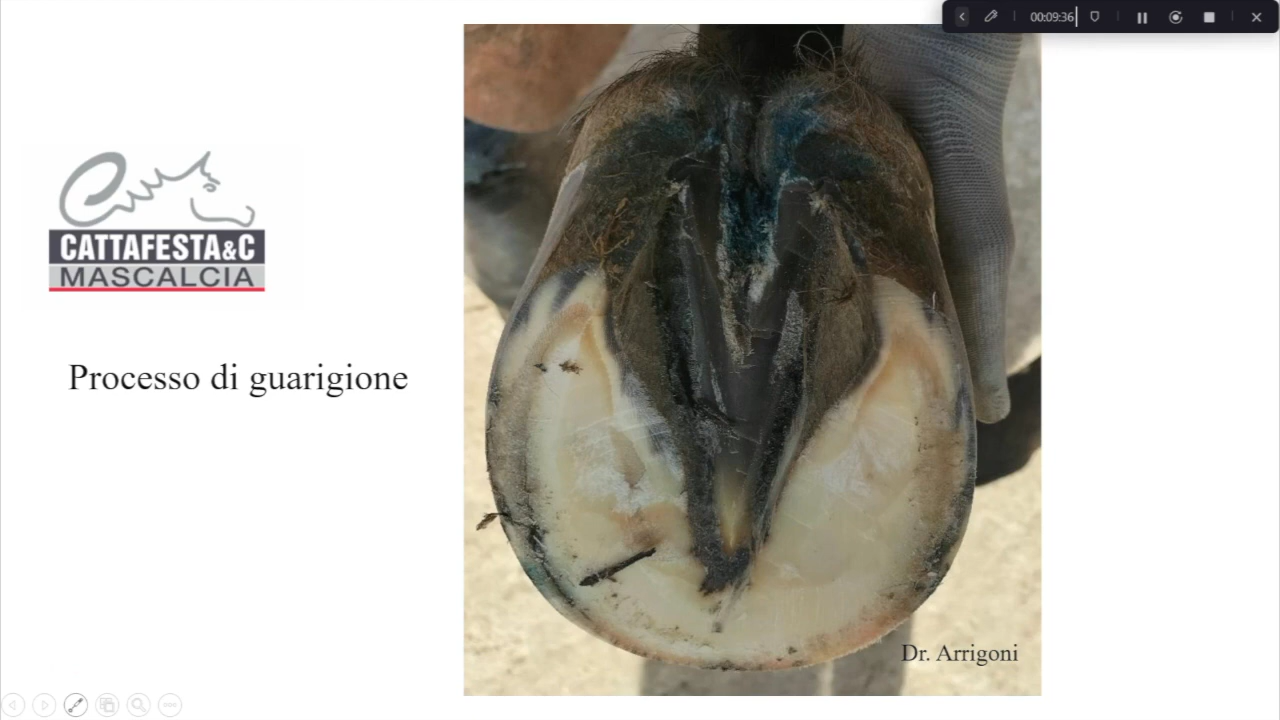 00:09:36
CATTAFESTA&C
MASCALCIA
Processo di guarigione
Dr. Arrigoni